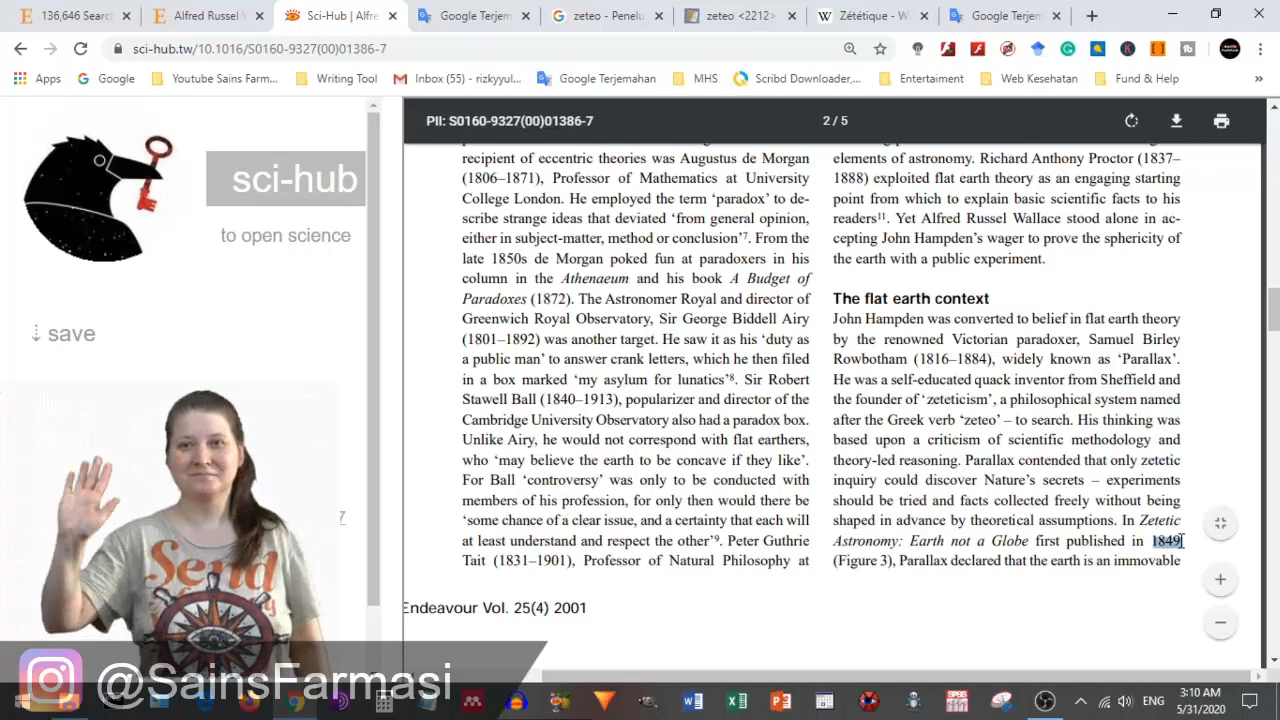 136,646 Search
Alfred Russel W
Sci-Hub | Alfre
Google Terjem
zeteo - Penelu
zeteo <2212>
Zététique - W
Google Terjem
sci-hub.tw/10.1016/S0160-9327(00)01386-7
Apps
Google
Youtube Sains Farm...
Writing Tool
Inbox (55) - rizkyyul...
Google Terjemahan
MHS
Scribd Downloader,...
Entertaiment
Web Kesehatan
Fund & Help
»
sci-hub
to open science
⇣ save
PII: S0160-9327(00)01386-7
2 / 5
recipient of eccentric theories was Augustus de Morgan
(1806–1871), Professor of Mathematics at University
College London. He employed the term ‘paradox’ to de-
scribe strange ideas that deviated ‘from general opinion,
either in subject-matter, method or conclusion’7. From the
late 1850s de Morgan poked fun at paradoxers in his
column in the Athenaeum and his book A Budget of
Paradoxes (1872). The Astronomer Royal and director of
Greenwich Royal Observatory, Sir George Biddell Airy
(1801–1892) was another target. He saw it as his ‘duty as
a public man’ to answer crank letters, which he then filed
in a box marked ‘my asylum for lunatics’8. Sir Robert
Stawell Ball (1840–1913), popularizer and director of the
Cambridge University Observatory also had a paradox box.
Unlike Airy, he would not correspond with flat earthers,
who ‘may believe the earth to be concave if they like’.
For Ball ‘controversy’ was only to be conducted with
members of his profession, for only then would there be
‘some chance of a clear issue, and a certainty that each will
at least understand and respect the other’9. Peter Guthrie
Tait (1831–1901), Professor of Natural Philosophy at
elements of astronomy. Richard Anthony Proctor (1837–
1888) exploited flat earth theory as an engaging starting
point from which to explain basic scientific facts to his
readers11. Yet Alfred Russel Wallace stood alone in ac-
cepting John Hampden’s wager to prove the sphericity of
the earth with a public experiment.
The flat earth context
John Hampden was converted to belief in flat earth theory
by the renowned Victorian paradoxer, Samuel Birley
Rowbotham (1816–1884), widely known as ‘Parallax’.
He was a self-educated quack inventor from Sheffield and
the founder of ‘zeteticism’, a philosophical system named
after the Greek verb ‘zeteo’ – to search. His thinking was
based upon a criticism of scientific methodology and
theory-led reasoning. Parallax contended that only zetetic
inquiry could discover Nature’s secrets – experiments
should be tried and facts collected freely without being
shaped in advance by theoretical assumptions. In Zetetic
Astronomy: Earth not a Globe first published in 1849
(Figure 3), Parallax declared that the earth is an immovable
Endeavour Vol. 25(4) 2001
7
Send
@SainsFarmasi
ENG
3:10 AM
5/31/2020